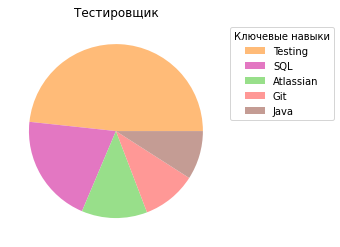 Тестировщик
Ключевые навыки
Testing
SQL
Atlassian
Git
Java